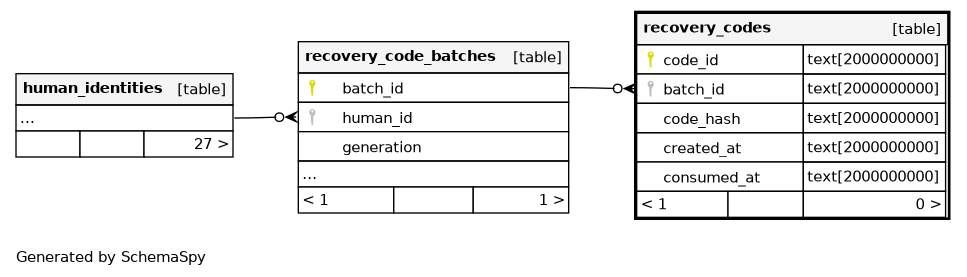 human_identities [table]
...
27 >
recovery_code_batches [table]
batch_id
human_id
generation
...
< 1 1 >
recovery_codes [table]
code_id text[2000000000]
batch_id text[2000000000]
code_hash text[2000000000]
created_at text[2000000000]
consumed_at text[2000000000]
< 1 0 >
Generated by SchemaSpy